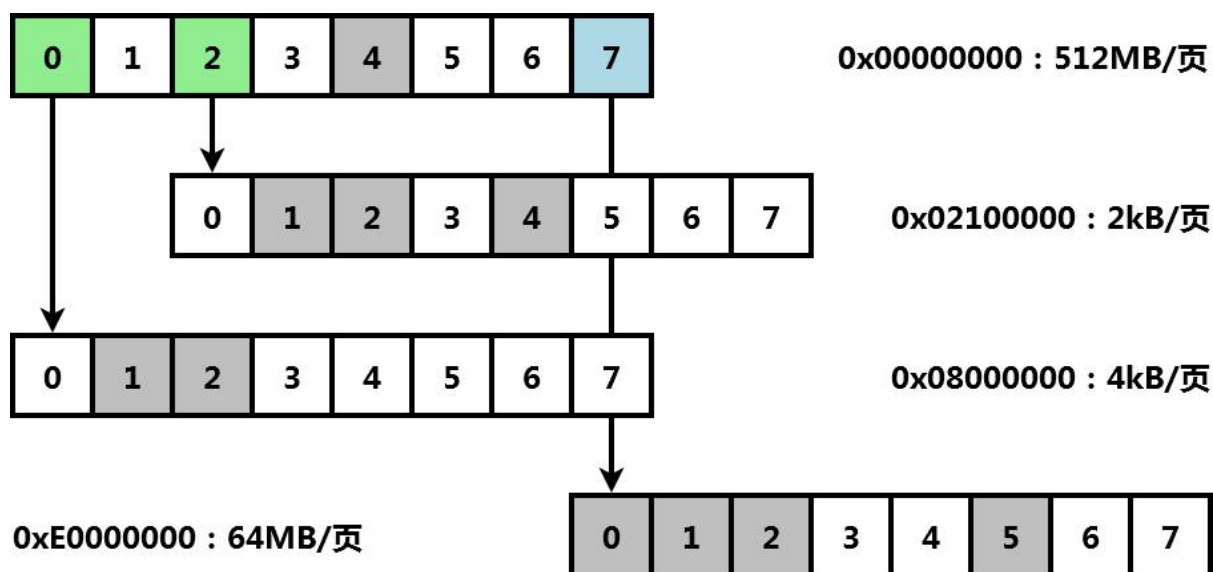 0 1 2 3 4 5 6 7 0x00000000：512MB/页
0 1 2 3 4 5 6 7 0x02100000：2kB/页
0 1 2 3 4 5 6 7 0x08000000：4kB/页
0xE0000000：64MB/页 0 1 2 3 4 5 6 7